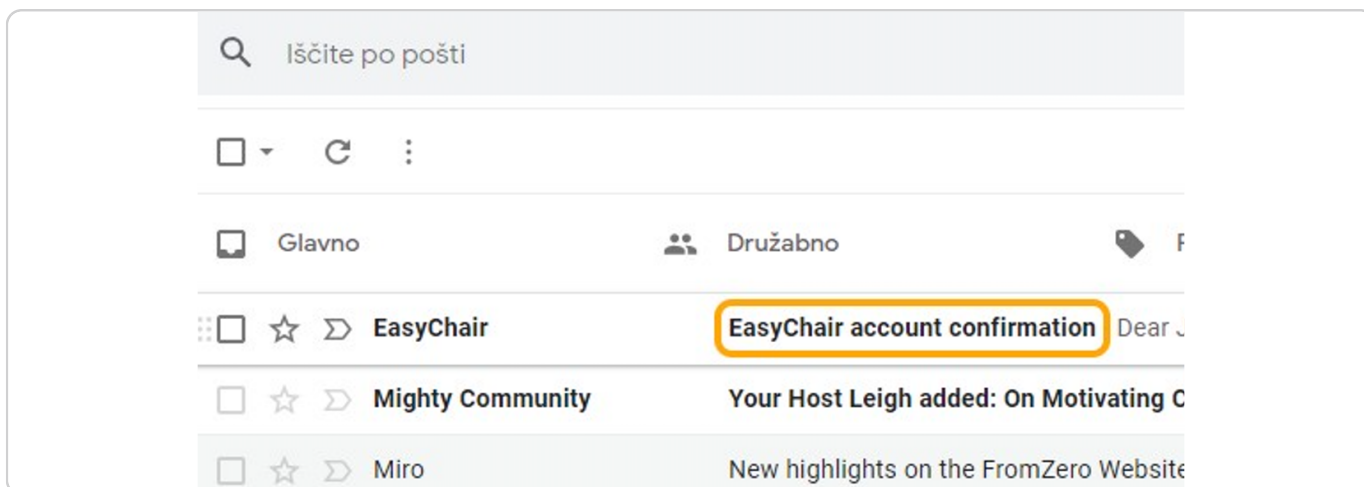 Iščite po pošti
Glavno Družabno
EasyChair EasyChair account confirmation Dear J
Mighty Community Your Host Leigh added: On Motivating C
Miro New highlights on the FromZero Website